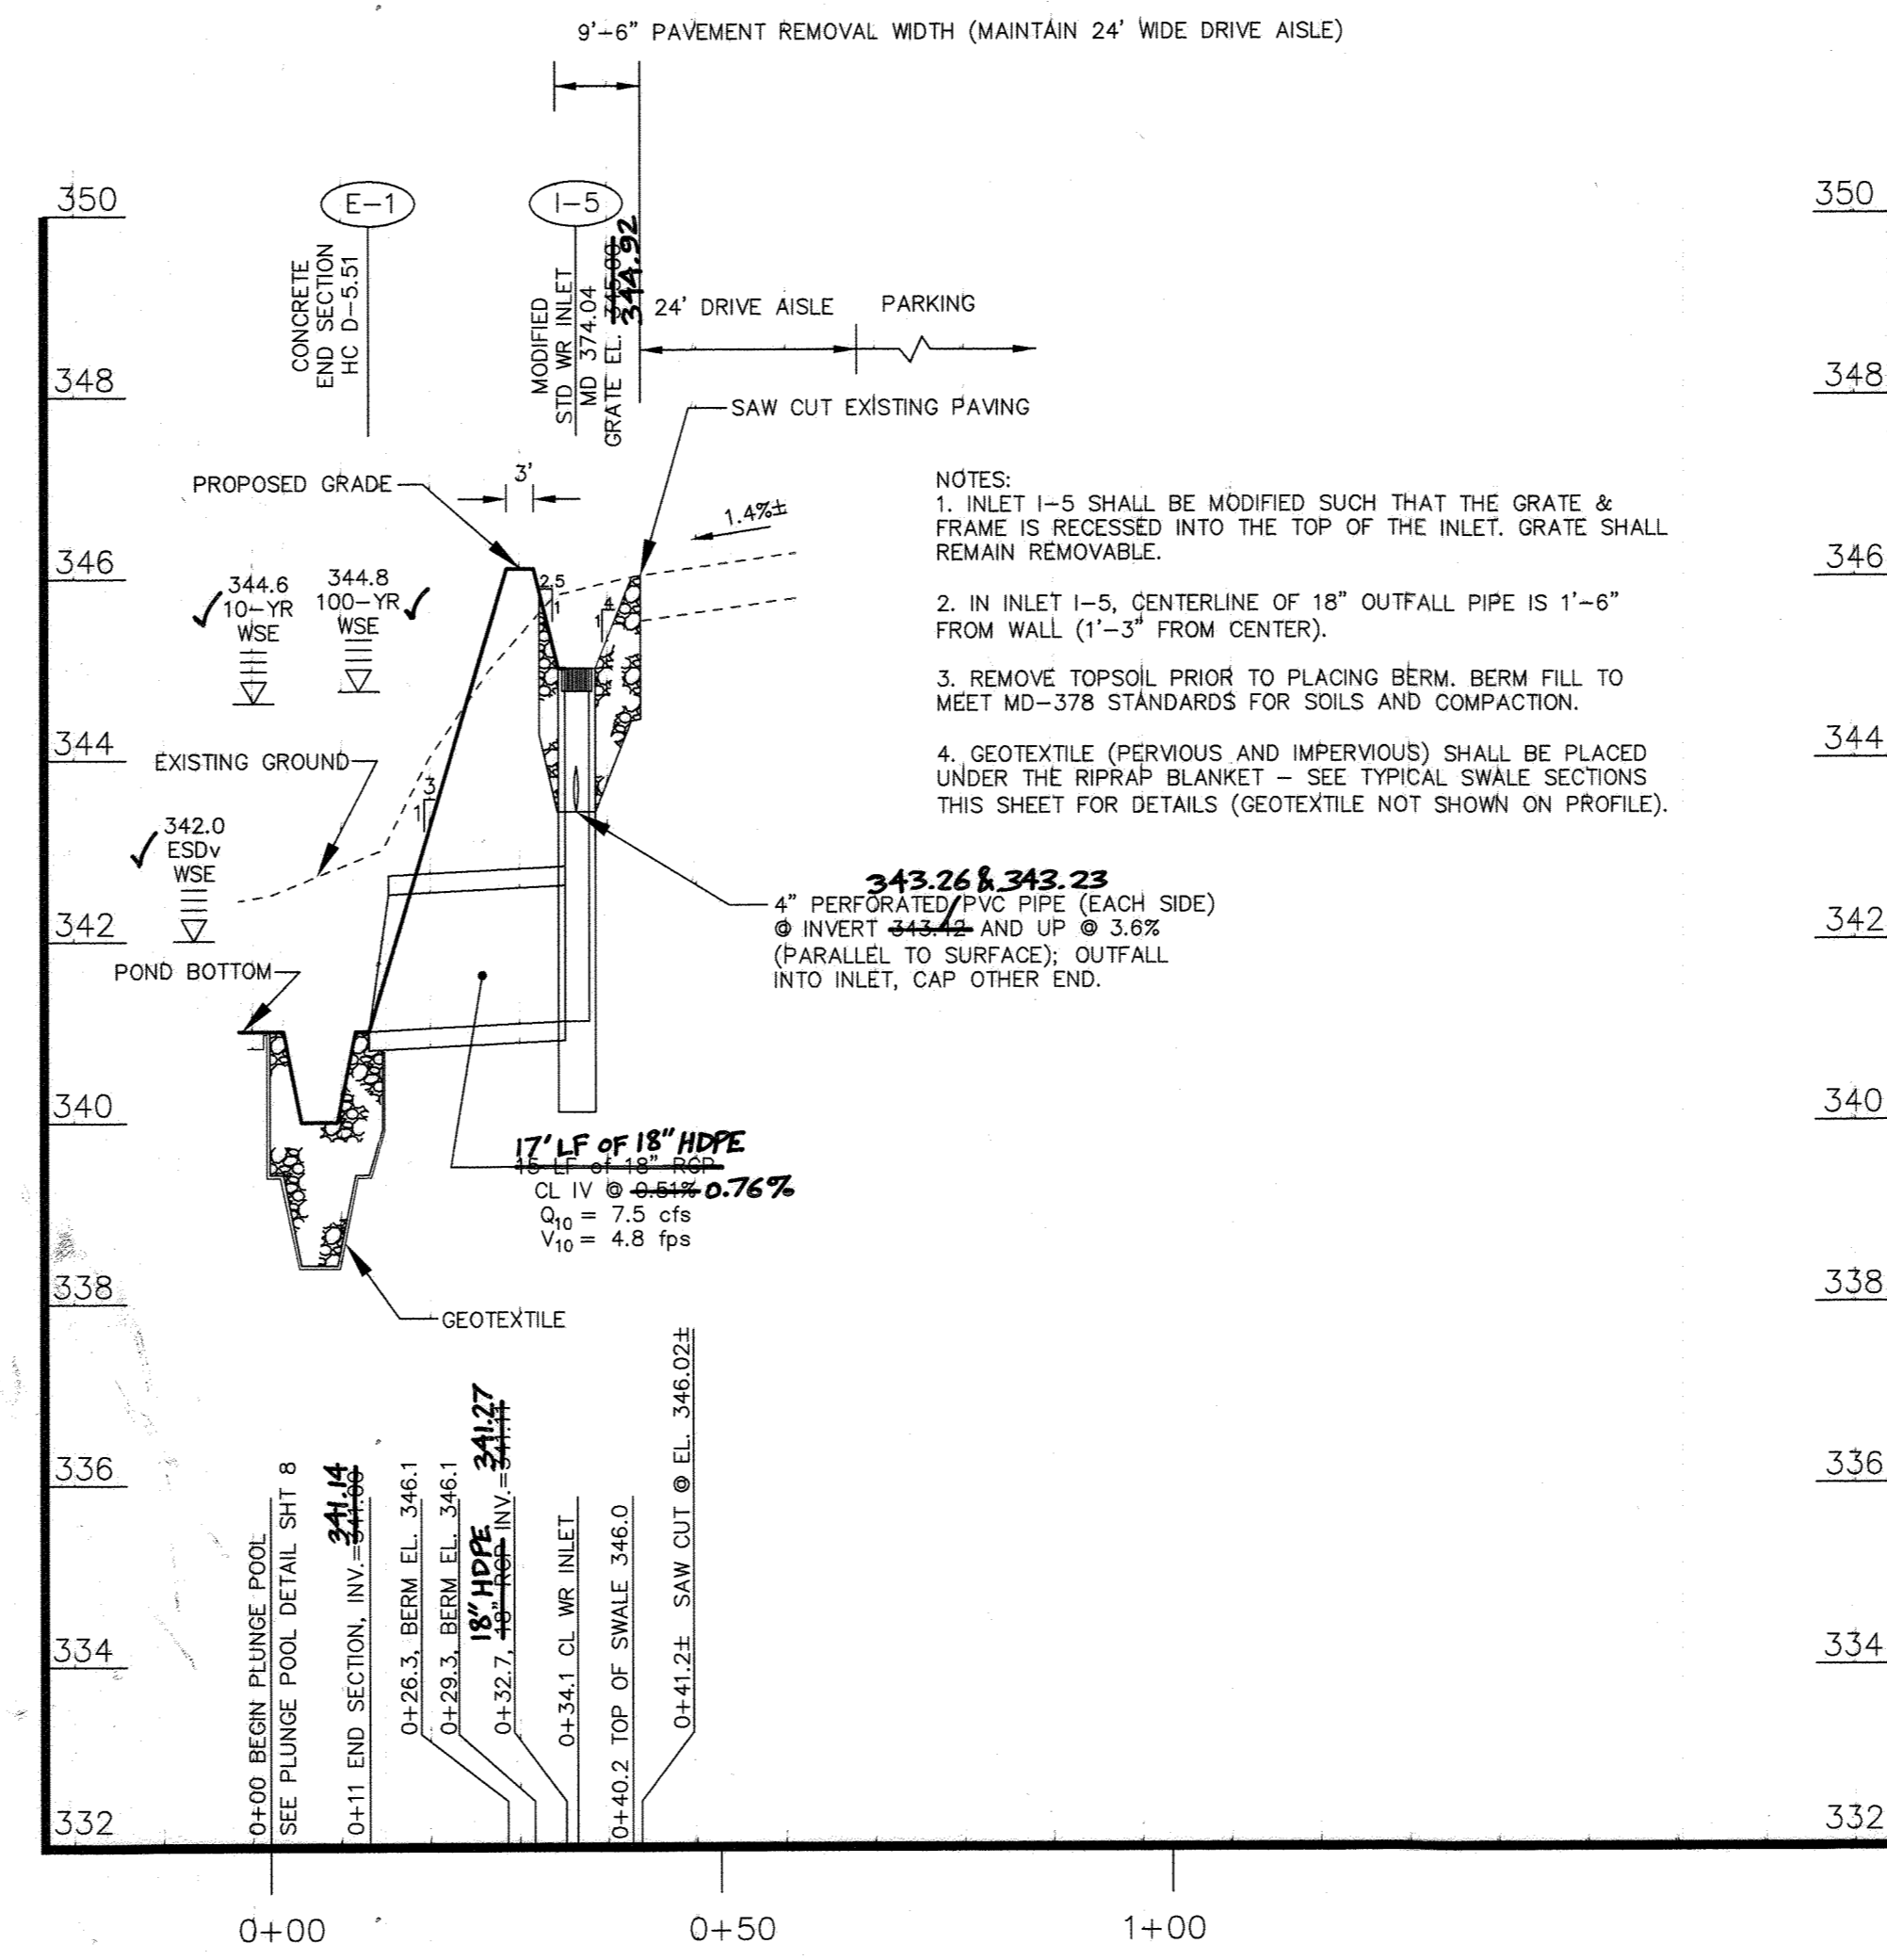 9'-6" PAVEMENT REMOVAL WIDTH (MAINTAIN 24' WIDE DRIVE AISLE)
350
E-1
I-5
350
CONCRETE
END SECTION
HC D-5.51
MODIFIED
STD WR INLET
MD 374.04
GRATE EL. 345.00
344.92
24' DRIVE AISLE
PARKING
348
348
SAW CUT EXISTING PAVING
PROPOSED GRADE
3'
1.4%±
NOTES:
1. INLET I-5 SHALL BE MODIFIED SUCH THAT THE GRATE &
FRAME IS RECESSED INTO THE TOP OF THE INLET. GRATE SHALL
REMAIN REMOVABLE.
2. IN INLET I-5, CENTERLINE OF 18" OUTFALL PIPE IS 1'-6"
FROM WALL (1'-3" FROM CENTER).
3. REMOVE TOPSOIL PRIOR TO PLACING BERM. BERM FILL TO
MEET MD-378 STANDARDS FOR SOILS AND COMPACTION.
4. GEOTEXTILE (PERVIOUS AND IMPERVIOUS) SHALL BE PLACED
UNDER THE RIPRAP BLANKET – SEE TYPICAL SWALE SECTIONS
THIS SHEET FOR DETAILS (GEOTEXTILE NOT SHOWN ON PROFILE).
346
346
344.6
10-YR
WSE
344.8
100-YR
WSE
2.5
1
4
1
344
344
EXISTING GROUND
3
1
342.0
ESDv
WSE
343.26 & 343.23
4" PERFORATED PVC PIPE (EACH SIDE)
@ INVERT 343.42 AND UP @ 3.6%
(PARALLEL TO SURFACE); OUTFALL
INTO INLET, CAP OTHER END.
342
342
POND BOTTOM
340
340
17' LF OF 18" HDPE
15 LF of 18" RCP
CL IV @ 0.51% 0.76%
Q10 = 7.5 cfs
V10 = 4.8 fps
338
338
GEOTEXTILE
336
336
334
334
332
332
0+00 BEGIN PLUNGE POOL
SEE PLUNGE POOL DETAIL SHT 8
341.14
0+11 END SECTION, INV.=341.00
0+26.3, BERM EL. 346.1
0+29.3, BERM EL. 346.1
18" HDPE 341.27
0+32.7, 18" RCP INV.=341.11
0+34.1 CL WR INLET
0+40.2 TOP OF SWALE 346.0
0+41.2± SAW CUT @ EL. 346.02±
0+00
0+50
1+00